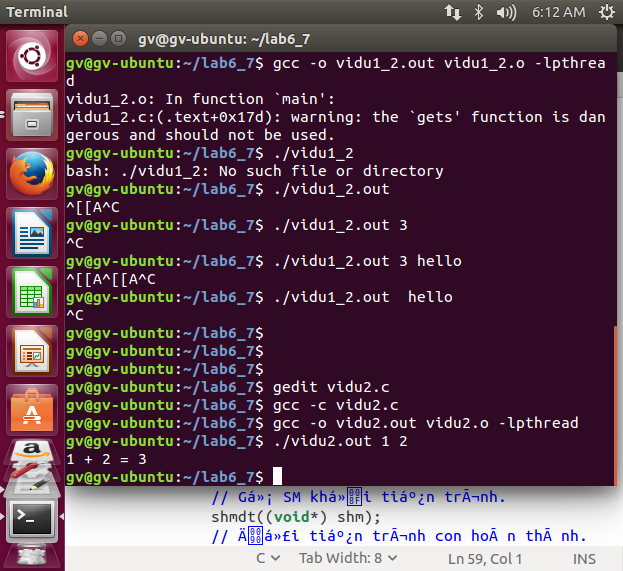 Terminal
6:12 AM
gv@gv-ubuntu: ~/lab6_7
gv@gv-ubuntu:~/lab6_7$ gcc -o vidu1_2.out vidu1_2.o -lpthrea
d
vidu1_2.o: In function `main':
vidu1_2.c:(.text+0x17d): warning: the `gets' function is dan
gerous and should not be used.
gv@gv-ubuntu:~/lab6_7$ ./vidu1_2
bash: ./vidu1_2: No such file or directory
gv@gv-ubuntu:~/lab6_7$ ./vidu1_2.out
^[[A^C
gv@gv-ubuntu:~/lab6_7$ ./vidu1_2.out 3
^C
gv@gv-ubuntu:~/lab6_7$ ./vidu1_2.out 3 hello
^[[A^[[A^C
gv@gv-ubuntu:~/lab6_7$ ./vidu1_2.out  hello
^C
gv@gv-ubuntu:~/lab6_7$
gv@gv-ubuntu:~/lab6_7$
gv@gv-ubuntu:~/lab6_7$
gv@gv-ubuntu:~/lab6_7$ gedit vidu2.c
gv@gv-ubuntu:~/lab6_7$ gcc -c vidu2.c
gv@gv-ubuntu:~/lab6_7$ gcc -o vidu2.out vidu2.o -lpthread
gv@gv-ubuntu:~/lab6_7$ ./vidu2.out 1 2
1 + 2 = 3
gv@gv-ubuntu:~/lab6_7$
// Gá»¡ SM tiáº¿n trÃ¬nh.
shmdt((void*) shm);
// tiáº¿n trÃ¬nh con hoÃ n thÃ nh.
C Tab Width: 8 Ln 59, Col 1 INS